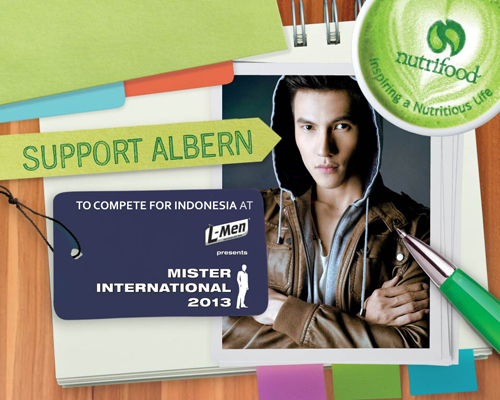 nutrifood
Inspiring a Nutritious Life
SUPPORT ALBERN
TO COMPETE FOR INDONESIA AT
L-Men
presents
MISTER
INTERNATIONAL
2013